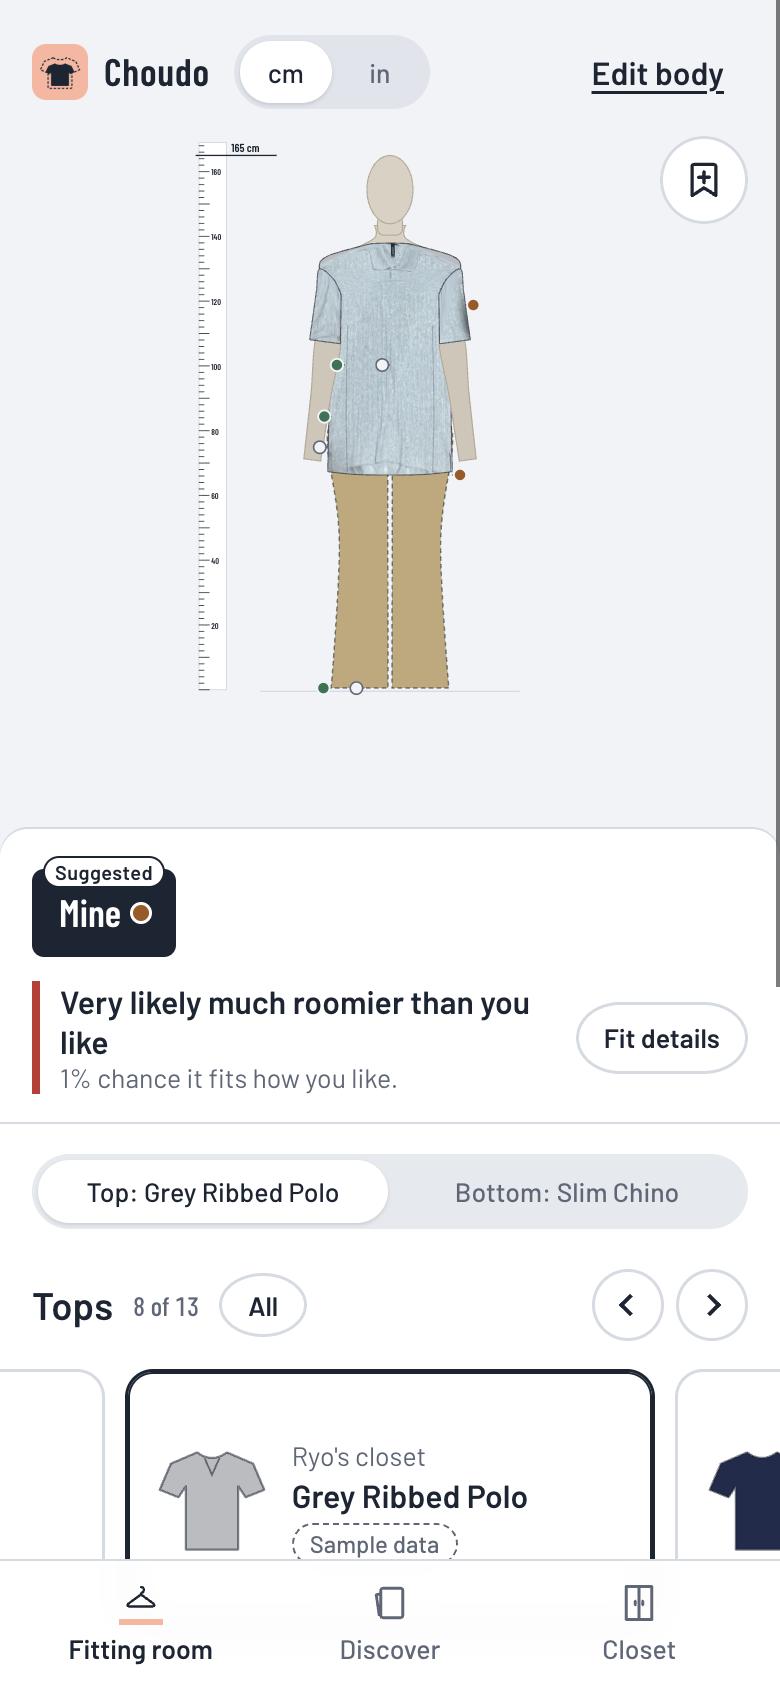 Choudo
cm
in
Edit body
165 cm
160
140
120
100
80
60
40
20
Suggested
Mine
Very likely much roomier than you
like
1% chance it fits how you like.
Fit details
Top: Grey Ribbed Polo
Bottom: Slim Chino
Tops
8 of 13
All
Ryo's closet
Grey Ribbed Polo
Sample data
Fitting room
Discover
Closet